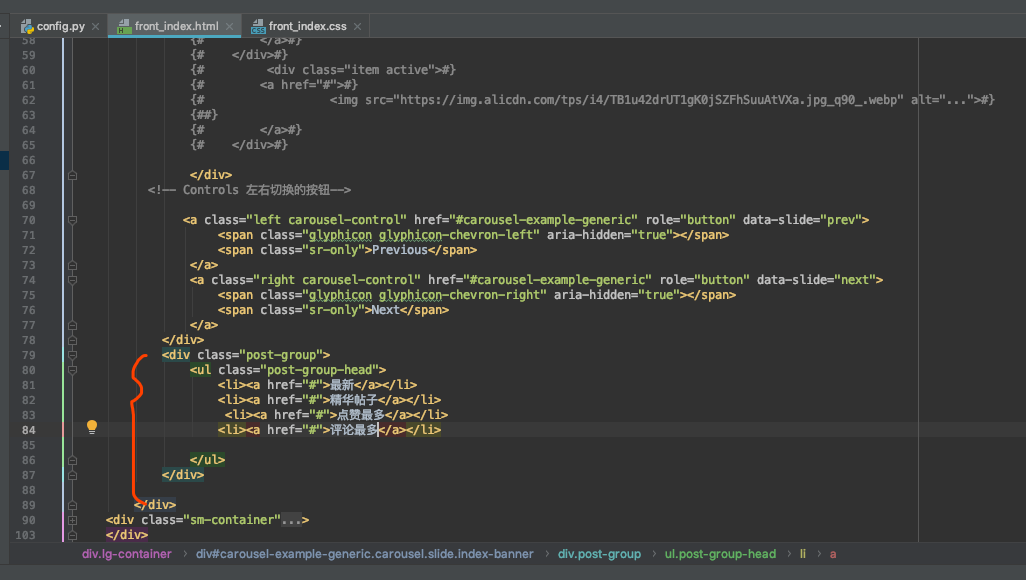 config.py front_index.html front_index.css
58 {# </a>#}
59 {# </div>#}
60 {# <div class="item active">#}
61 {# <a href="#">#}
62 {# <img src="https://img.alicdn.com/tps/i4/TB1u42drUT1gK0jSZFhSuuAtVXa.jpg_q90_.webp" alt="...">#}
63 {##}
64 {# </a>#}
65 {# </div>#}
66
67 </div>
68 <!-- Controls 左右切换的按钮-->
69
70 <a class="left carousel-control" href="#carousel-example-generic" role="button" data-slide="prev">
71 <span class="glyphicon glyphicon-chevron-left" aria-hidden="true"></span>
72 <span class="sr-only">Previous</span>
73 </a>
74 <a class="right carousel-control" href="#carousel-example-generic" role="button" data-slide="next">
75 <span class="glyphicon glyphicon-chevron-right" aria-hidden="true"></span>
76 <span class="sr-only">Next</span>
77 </a>
78 </div>
79 <div class="post-group">
80 <ul class="post-group-head">
81 <li><a href="#">最新</a></li>
82 <li><a href="#">精华帖子</a></li>
83 <li><a href="#">点赞最多</a></li>
84 <li><a href="#">评论最多</a></li>
85
86 </ul>
87 </div>
88
89 </div>
90 <div class="sm-container"...>
103 </div>
div.lg-container › div#carousel-example-generic.carousel.slide.index-banner › div.post-group › ul.post-group-head › li › a